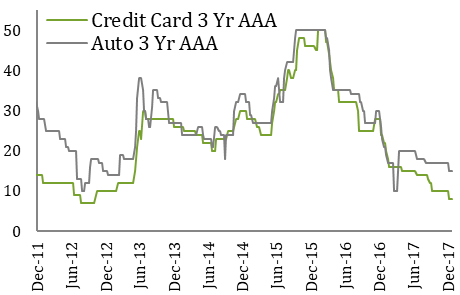 Credit Card 3 Yr AAA
Auto 3 Yr AAA
50
40
30
20
10
0
Dec-11
Jun-12
Dec-12
Jun-13
Dec-13
Jun-14
Dec-14
Jun-15
Dec-15
Jun-16
Dec-16
Jun-17
Dec-17